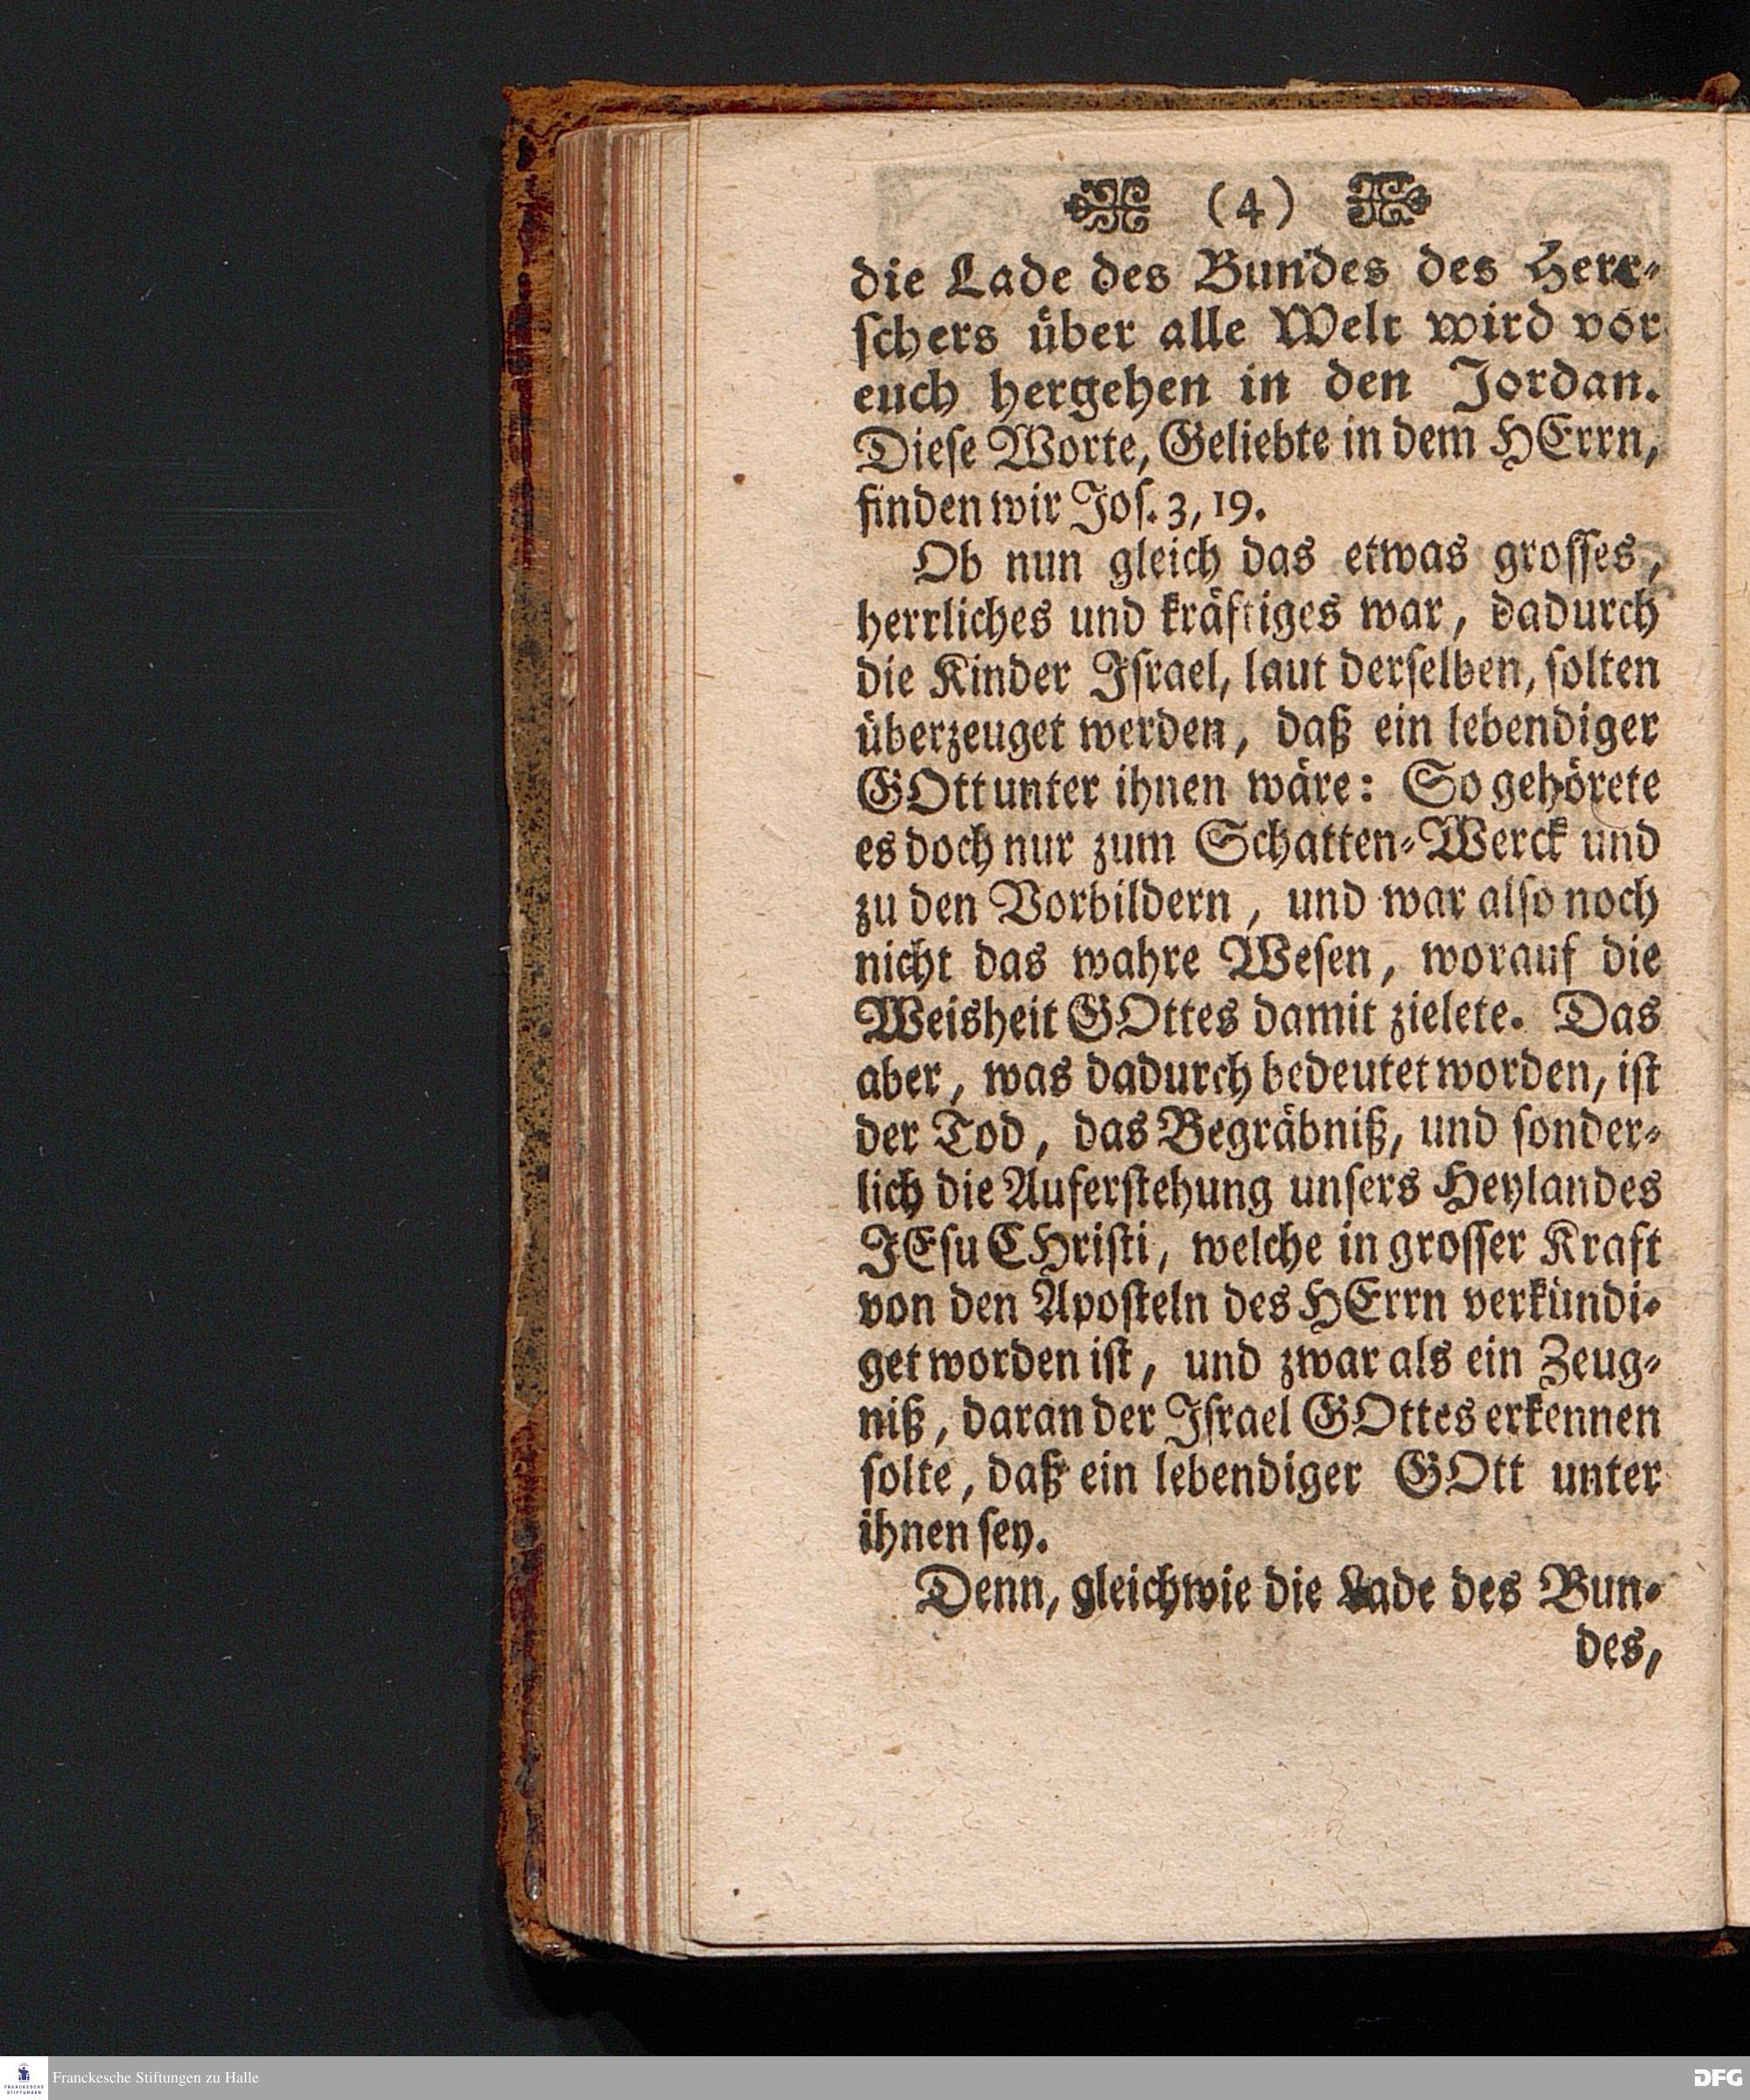 (4)
die Lade des Bundes des Herr-
ſchers über alle Welt wird vor
euch hergehen in den Jordan.
Dieſe Worte, Geliebte in dem HErrn,
finden wir Joſ. 3, 19.
Ob nun gleich das etwas groſſes,
herrliches und kräftiges war, dadurch
die Kinder Iſrael, laut derſelben, ſolten
überzeuget werden, daß ein lebendiger
GOtt unter ihnen wäre: So gehörete
es doch nur zum Schatten-Werck und
zu den Vorbildern, und war alſo noch
nicht das wahre Weſen, worauf die
Weisheit GOttes damit zielete. Das
aber, was dadurch bedeutet worden, iſt
der Tod, das Begräbniß, und ſonder-
lich die Auferſtehung unſers Heylandes
JEſu CHriſti, welche in groſſer Kraft
von den Apoſteln des HErrn verkündi-
get worden iſt, und zwar als ein Zeug-
niß, daran der Iſrael GOttes erkennen
ſolte, daß ein lebendiger GOtt unter
ihnen ſey.
Denn, gleichwie die Lade des Bun-
des,
FRANCKESCHE
STIFTUNGEN
Franckesche Stiftungen zu Halle
DFG